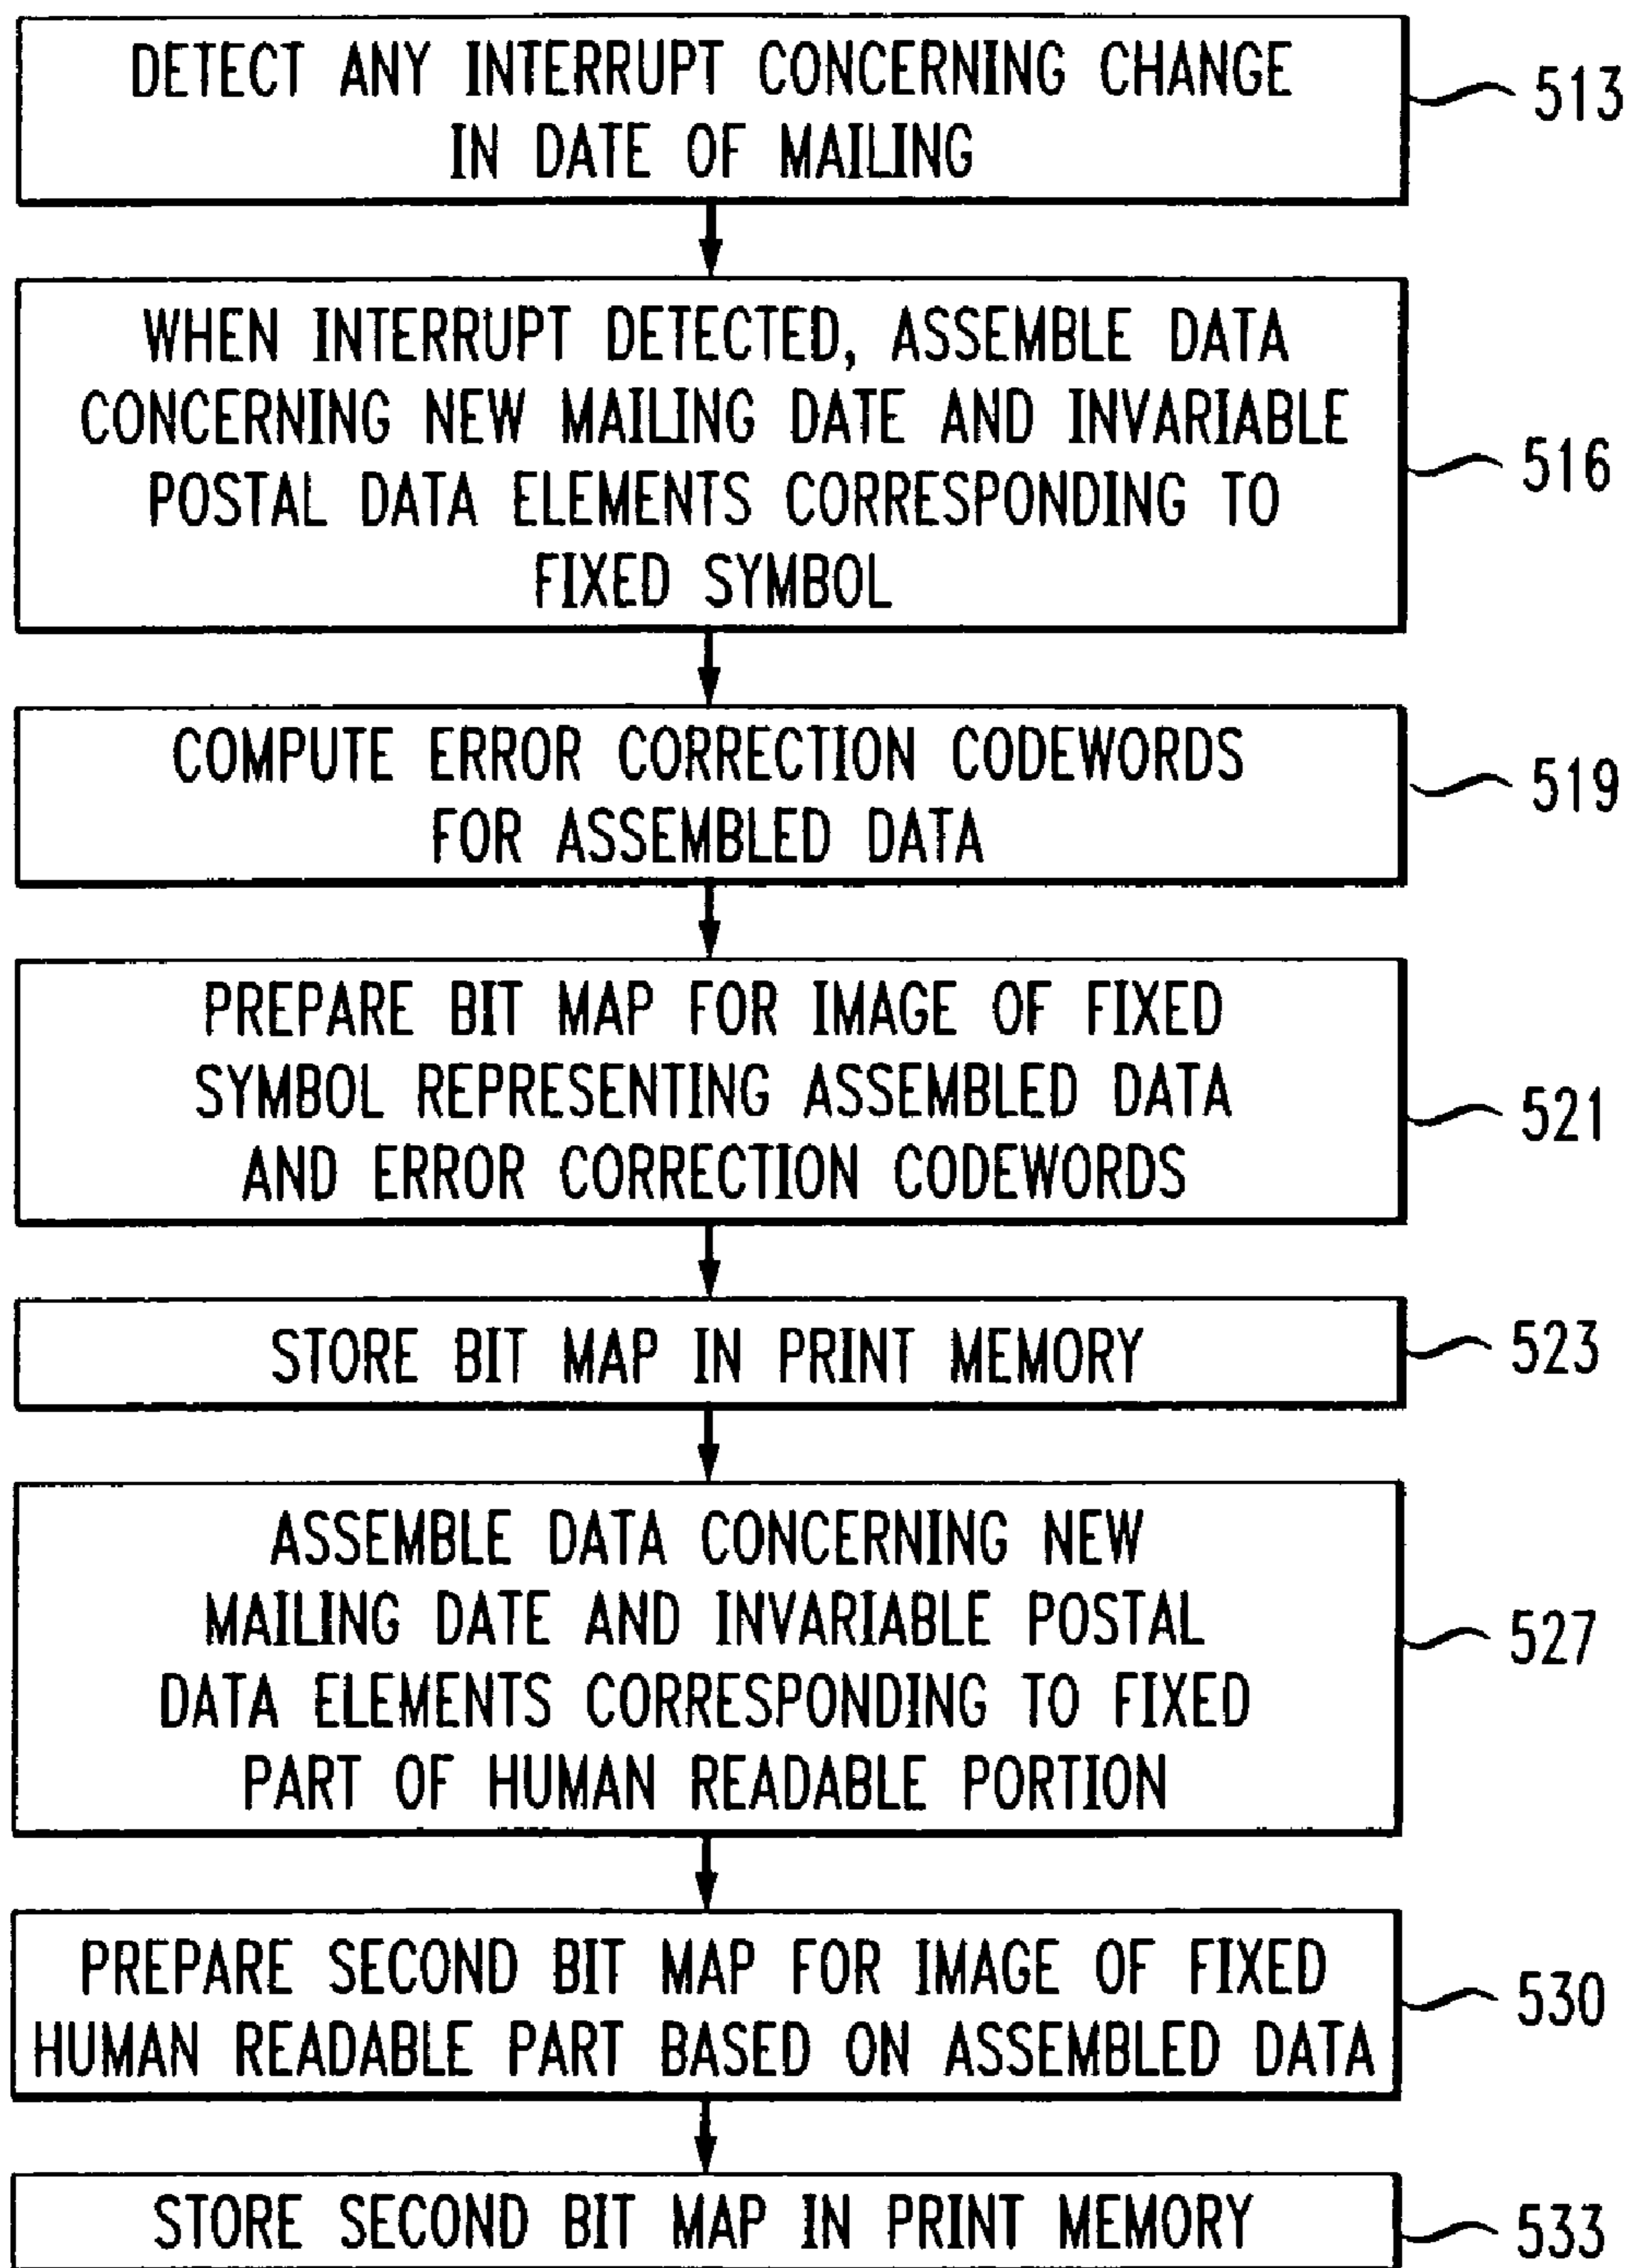 DETECT ANY INTERRUPT CONCERNING CHANGE
IN DATE OF MAILING
513
WHEN INTERRUPT DETECTED, ASSEMBLE DATA
CONCERNING NEW MAILING DATE AND INVARIABLE
POSTAL DATA ELEMENTS CORRESPONDING TO
FIXED SYMBOL
516
COMPUTE ERROR CORRECTION CODEWORDS
FOR ASSEMBLED DATA
519
PREPARE BIT MAP FOR IMAGE OF FIXED
SYMBOL REPRESENTING ASSEMBLED DATA
AND ERROR CORRECTION CODEWORDS
521
STORE BIT MAP IN PRINT MEMORY
523
ASSEMBLE DATA CONCERNING NEW
MAILING DATE AND INVARIABLE POSTAL
DATA ELEMENTS CORRESPONDING TO FIXED
PART OF HUMAN READABLE PORTION
527
PREPARE SECOND BIT MAP FOR IMAGE OF FIXED
HUMAN READABLE PART BASED ON ASSEMBLED DATA
530
STORE SECOND BIT MAP IN PRINT MEMORY
533